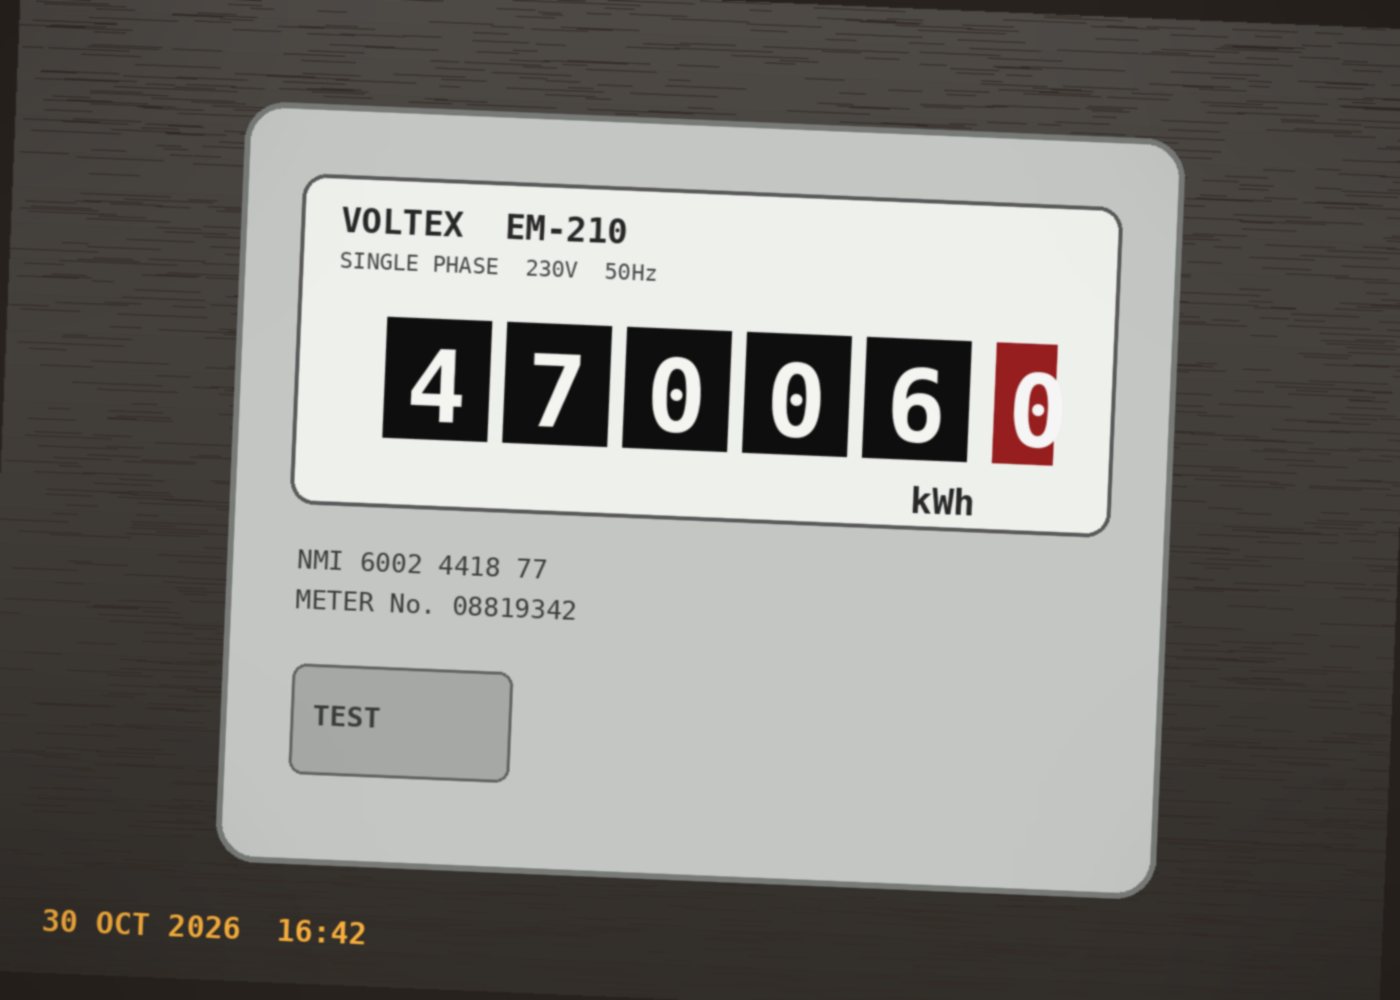 VOLTEX EM-210
SINGLE PHASE 230V 50Hz
4 7 0 0 6 0
kWh
NMI 6002 4418 77
METER No. 08819342
TEST
30 OCT 2026 16:42